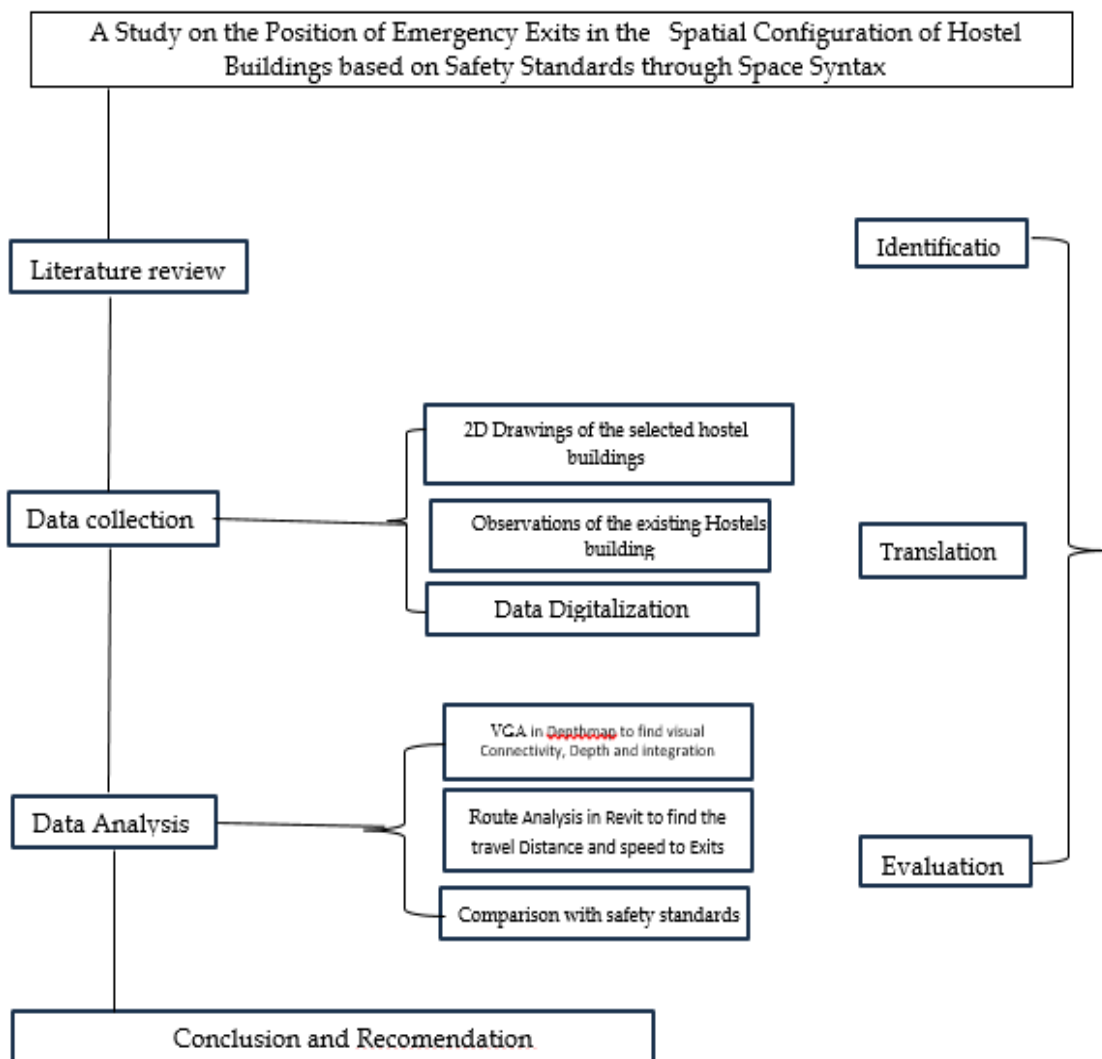 A Study on the Position of Emergency Exits in the Spatial Configuration of Hostel
Buildings based on Safety Standards through Space Syntax
Literature review
Identificatio
2D Drawings of the selected hostel
buildings
Data collection
Observations of the existing Hostels
building
Translation
Data Digitalization
VGA in Depthmap to find visual
Connectivity, Depth and integration
Data Analysis
Route Analysis in Revit to find the
travel Distance and speed to Exits
Evaluation
Comparison with safety standards
Conclusion and Recomendation